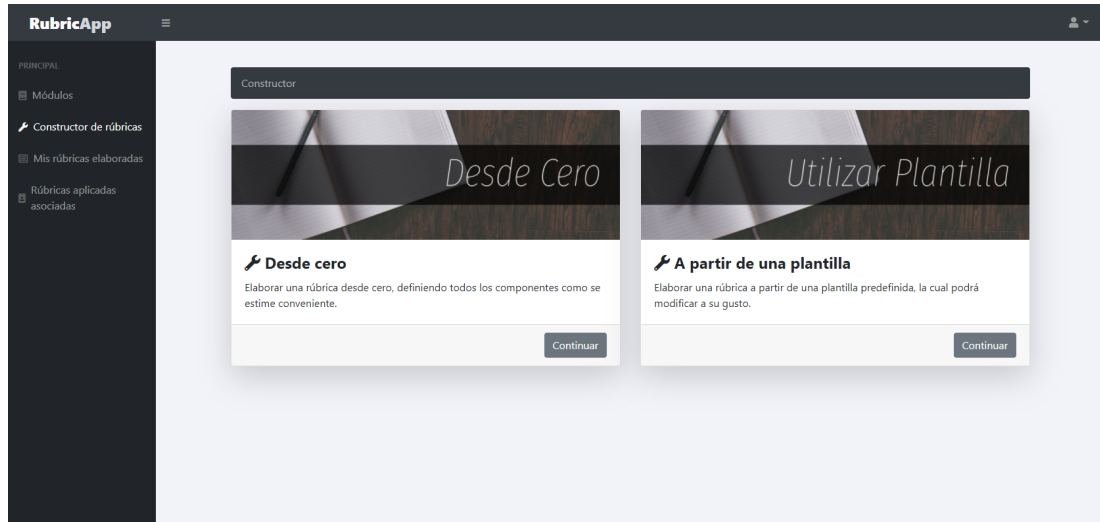 RubricApp
PRINCIPAL
Módulos
Constructor de rúbricas
Mis rúbricas elaboradas
Rúbricas aplicadas
asociadas
Constructor
Desde Cero
Desde cero
Elaborar una rúbrica desde cero, definiendo todos los componentes como se
estime conveniente.
Continuar
Utilizar Plantilla
A partir de una plantilla
Elaborar una rúbrica a partir de una plantilla predefinida, la cual podrá
modificar a su gusto.
Continuar